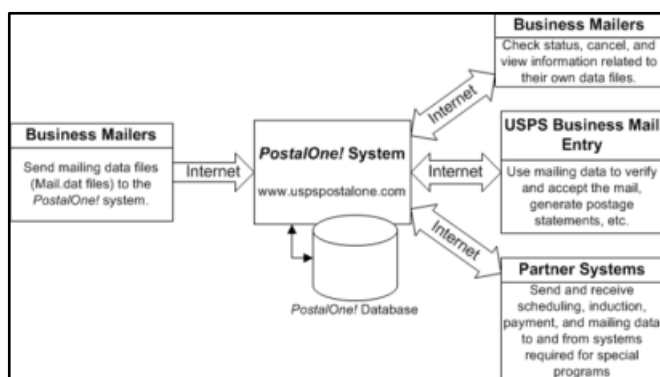 Business Mailers
Send mailing data files
(Mail.dat files) to the
PostalOne! system.
Internet
PostalOne! System
www.uspspostalone.com
PostalOne! Database
Internet
Business Mailers
Check status, cancel, and
view information related to
their own data files.
Internet
USPS Business Mail
Entry
Use mailing data to verify
and accept the mail,
generate postage
statements, etc.
Internet
Partner Systems
Send and receive
scheduling, induction,
payment, and mailing data
to and from systems
required for special
programs